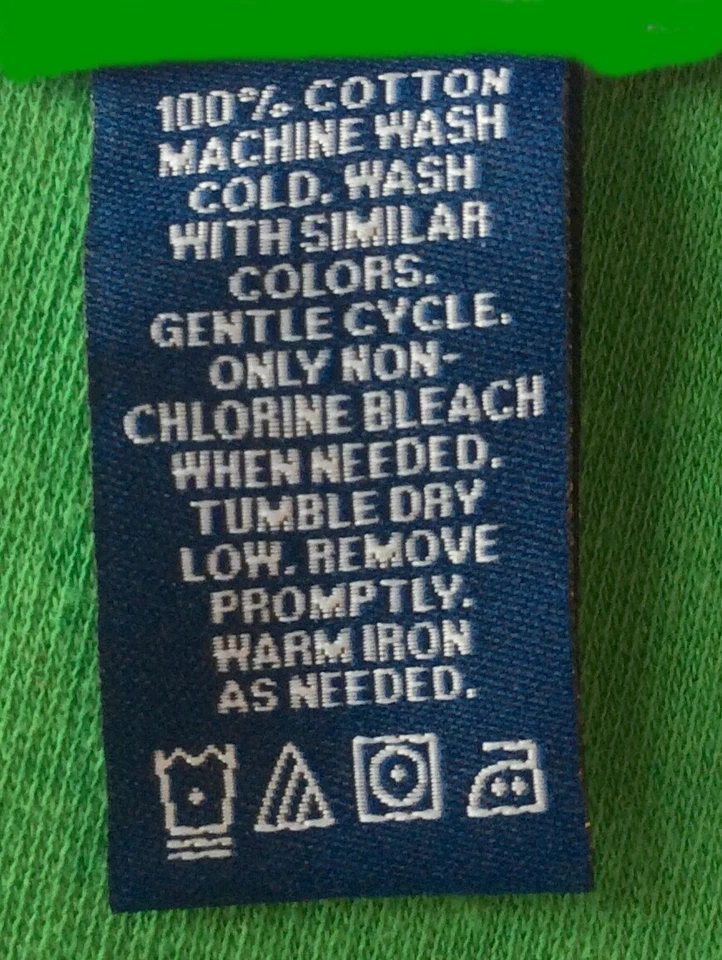 100% COTTON
MACHINE WASH
COLD. WASH
WITH SIMILAR
COLORS.
GENTLE CYCLE.
ONLY NON-
CHLORINE BLEACH
WHEN NEEDED.
TUMBLE DRY
LOW. REMOVE
PROMPTLY.
WARM IRON
AS NEEDED.